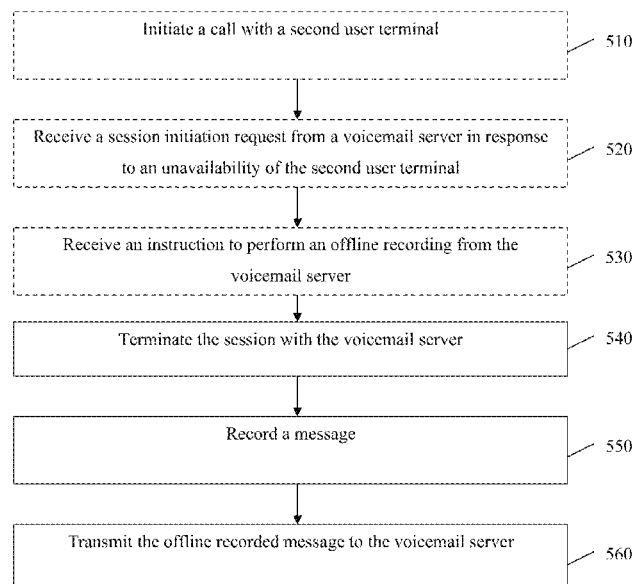 Initiate a call with a second user terminal
510
Receive a session initiation request from a voicemail server in response
to an unavailability of the second user terminal
520
Receive an instruction to perform an offline recording from the
voicemail server
530
Terminate the session with the voicemail server
540
Record a message
550
Transmit the offline recorded message to the voicemail server
560